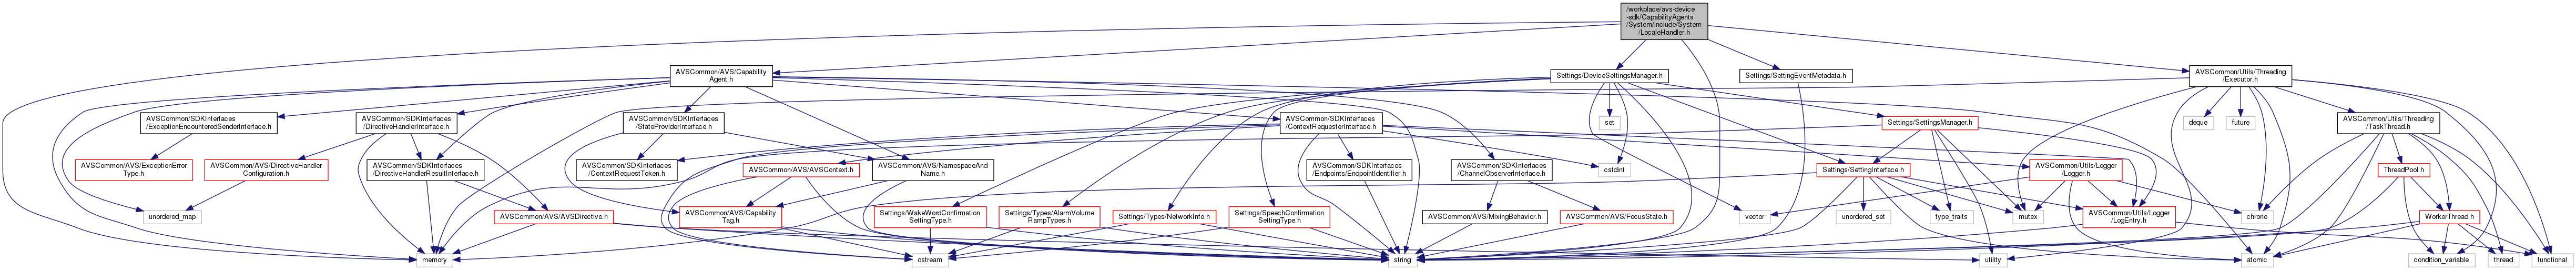 /workplace/avs-device
-sdk/CapabilityAgents
/System/include/System
/LocaleHandler.h
AVSCommon/AVS/Capability
Agent.h
Settings/DeviceSettingsManager.h
Settings/SettingEventMetadata.h
AVSCommon/Utils/Threading
/Executor.h
AVSCommon/SDKInterfaces
/ExceptionEncounteredSenderInterface.h
AVSCommon/SDKInterfaces
/DirectiveHandlerInterface.h
AVSCommon/SDKInterfaces
/StateProviderInterface.h
AVSCommon/SDKInterfaces
/ContextRequesterInterface.h
set
Settings/SettingsManager.h
deque
future
AVSCommon/Utils/Threading
/TaskThread.h
AVSCommon/AVS/ExceptionError
Type.h
AVSCommon/AVS/DirectiveHandler
Configuration.h
AVSCommon/SDKInterfaces
/DirectiveHandlerResultInterface.h
AVSCommon/SDKInterfaces
/ContextRequestToken.h
AVSCommon/AVS/NamespaceAnd
Name.h
AVSCommon/AVS/AVSContext.h
AVSCommon/SDKInterfaces
/Endpoints/EndpointIdentifier.h
AVSCommon/SDKInterfaces
/ChannelObserverInterface.h
cstdint
Settings/SettingInterface.h
AVSCommon/Utils/Logger
/Logger.h
ThreadPool.h
unordered_map
AVSCommon/AVS/AVSDirective.h
AVSCommon/AVS/Capability
Tag.h
Settings/WakeWordConfirmation
SettingType.h
Settings/Types/AlarmVolume
RampTypes.h
Settings/Types/NetworkInfo.h
Settings/SpeechConfirmation
SettingType.h
AVSCommon/AVS/MixingBehavior.h
AVSCommon/AVS/FocusState.h
vector
unordered_set
type_traits
mutex
AVSCommon/Utils/Logger
/LogEntry.h
chrono
WorkerThread.h
memory
ostream
string
utility
atomic
condition_variable
thread
functional